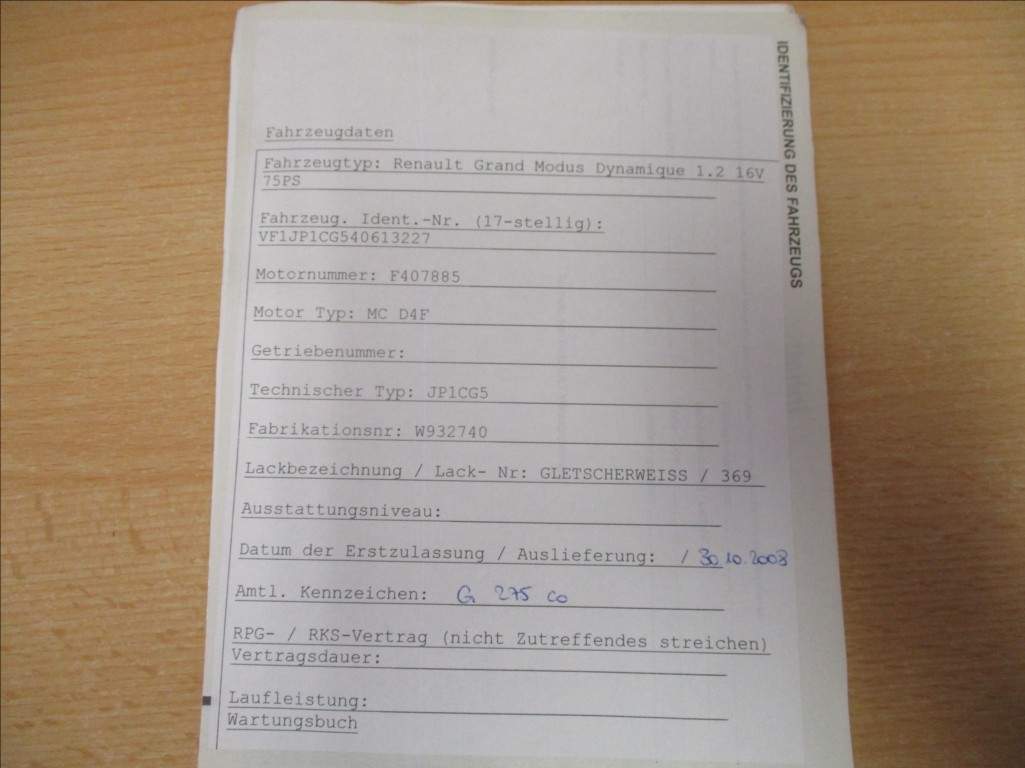 Fahrzeugdaten
Fahrzeugtyp: Renault Grand Modus Dynamique 1.2 16V
75PS
Fahrzeug. Ident.-Nr. (17-stellig):
VF1JP1CG540613227
Motornummer: F407885
Motor Typ: MC D4F
Getriebenummer:
Technischer Typ: JP1CG5
Fabrikationsnr: W932740
Lackbezeichnung / Lack- Nr: GLETSCHERWEISS / 369
Ausstattungsniveau:
Datum der Erstzulassung / Auslieferung: / 30.10.2008
Amtl. Kennzeichen: G 275 CO
RPG- / RKS-Vertrag (nicht Zutreffendes streichen)
Vertragsdauer:
Laufleistung:
Wartungsbuch
IDENTIFIZIERUNG DES FAHRZEUGS